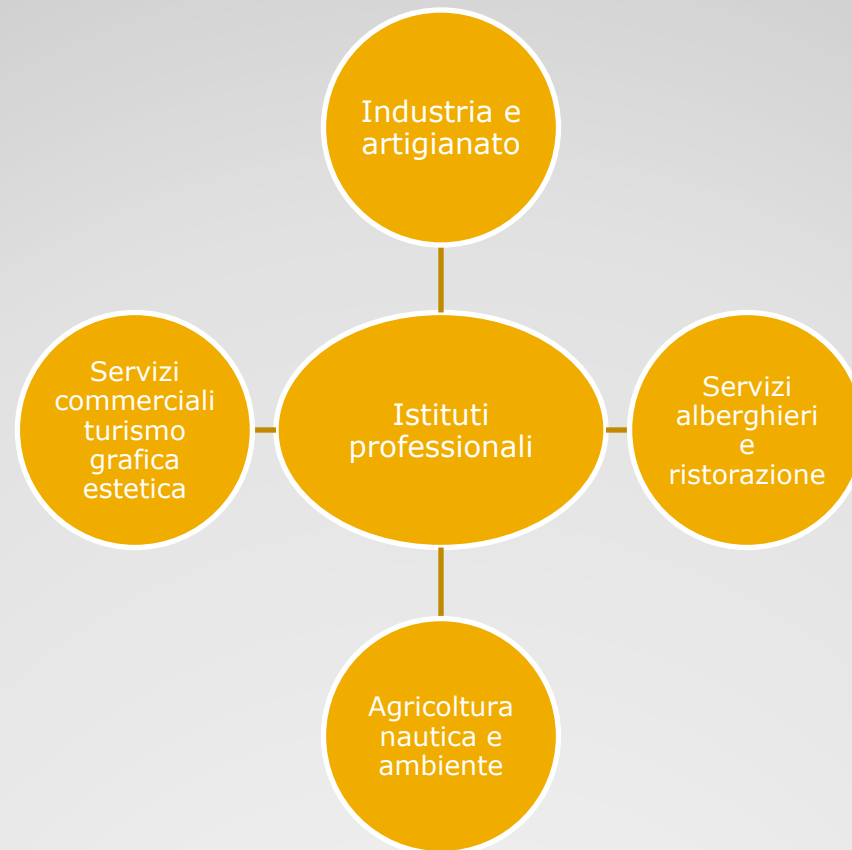 Industria e
artigianato
Servizi
commerciali
turismo
grafica
estetica
Istituti
professionali
Servizi
alberghieri
e
ristorazione
Agricoltura
nautica e
ambiente